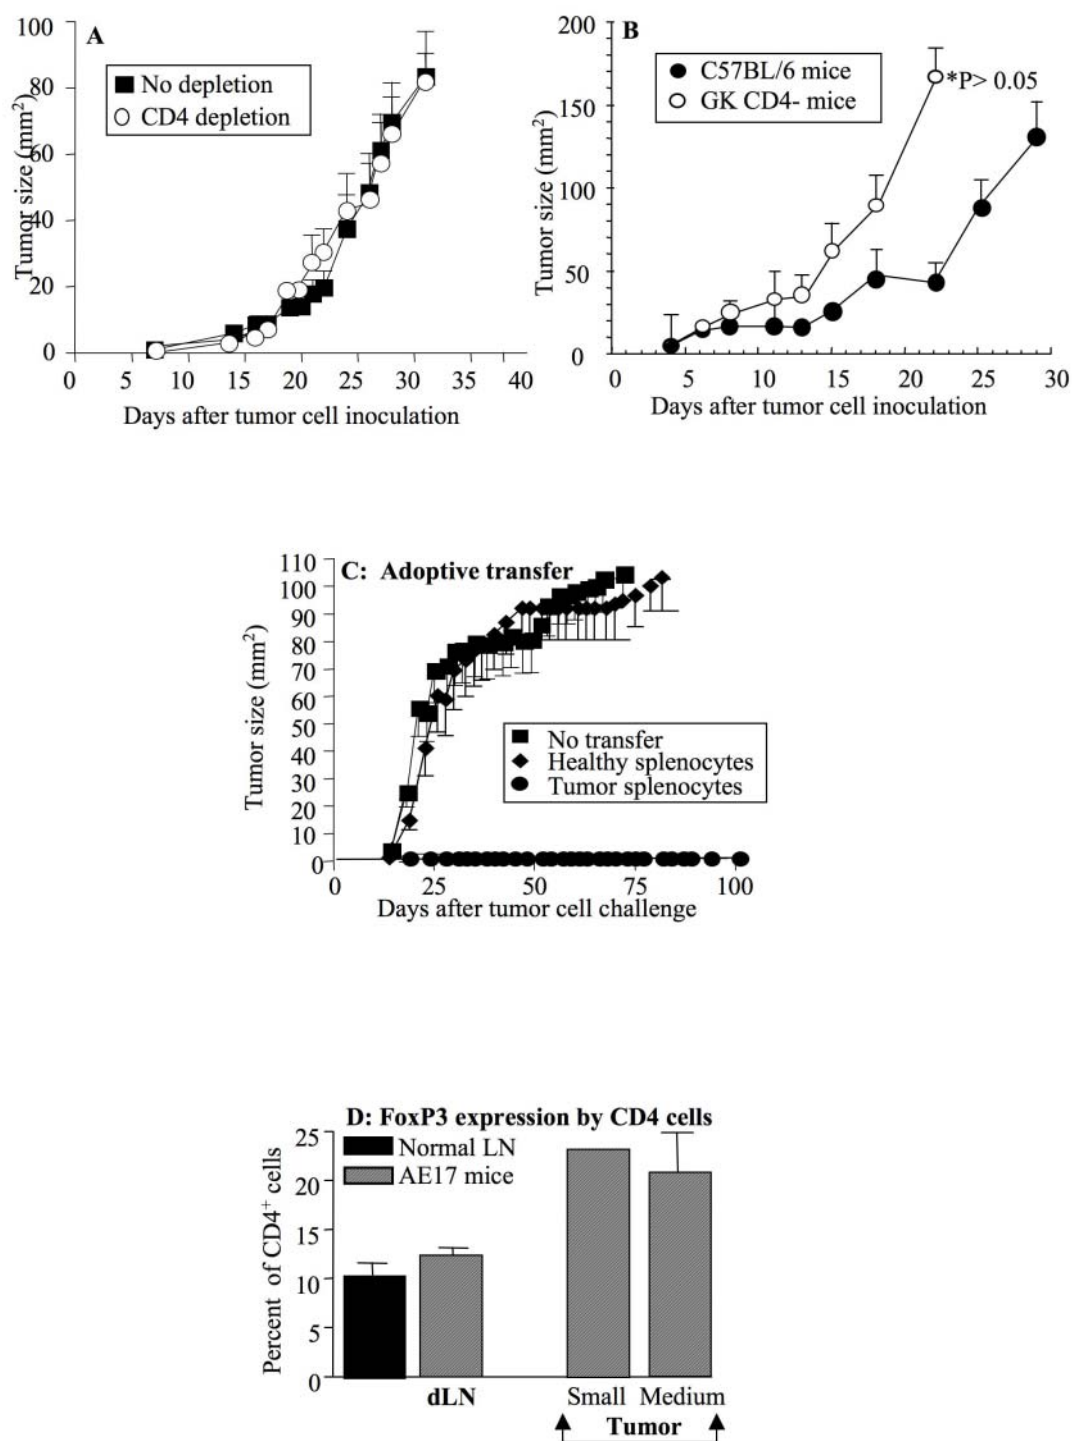 A
No depletion
CD4 depletion
Tumor size (mm²)
100
80
60
40
20
0
0 5 10 15 20 25 30 35 40
Days after tumor cell inoculation
B
C57BL/6 mice
GK CD4- mice
*P> 0.05
Tumor size (mm²)
200
150
100
50
0
0 5 10 15 20 25 30
Days after tumor cell inoculation
C: Adoptive transfer
Tumor size (mm²)
110
100
90
80
70
60
50
40
30
20
10
0
No transfer
Healthy splenocytes
Tumor splenocytes
0 25 50 75 100
Days after tumor cell challenge
D: FoxP3 expression by CD4 cells
Normal LN
AE17 mice
Percent of CD4⁺ cells
25
20
15
10
5
0
dLN Small Medium
Tumor